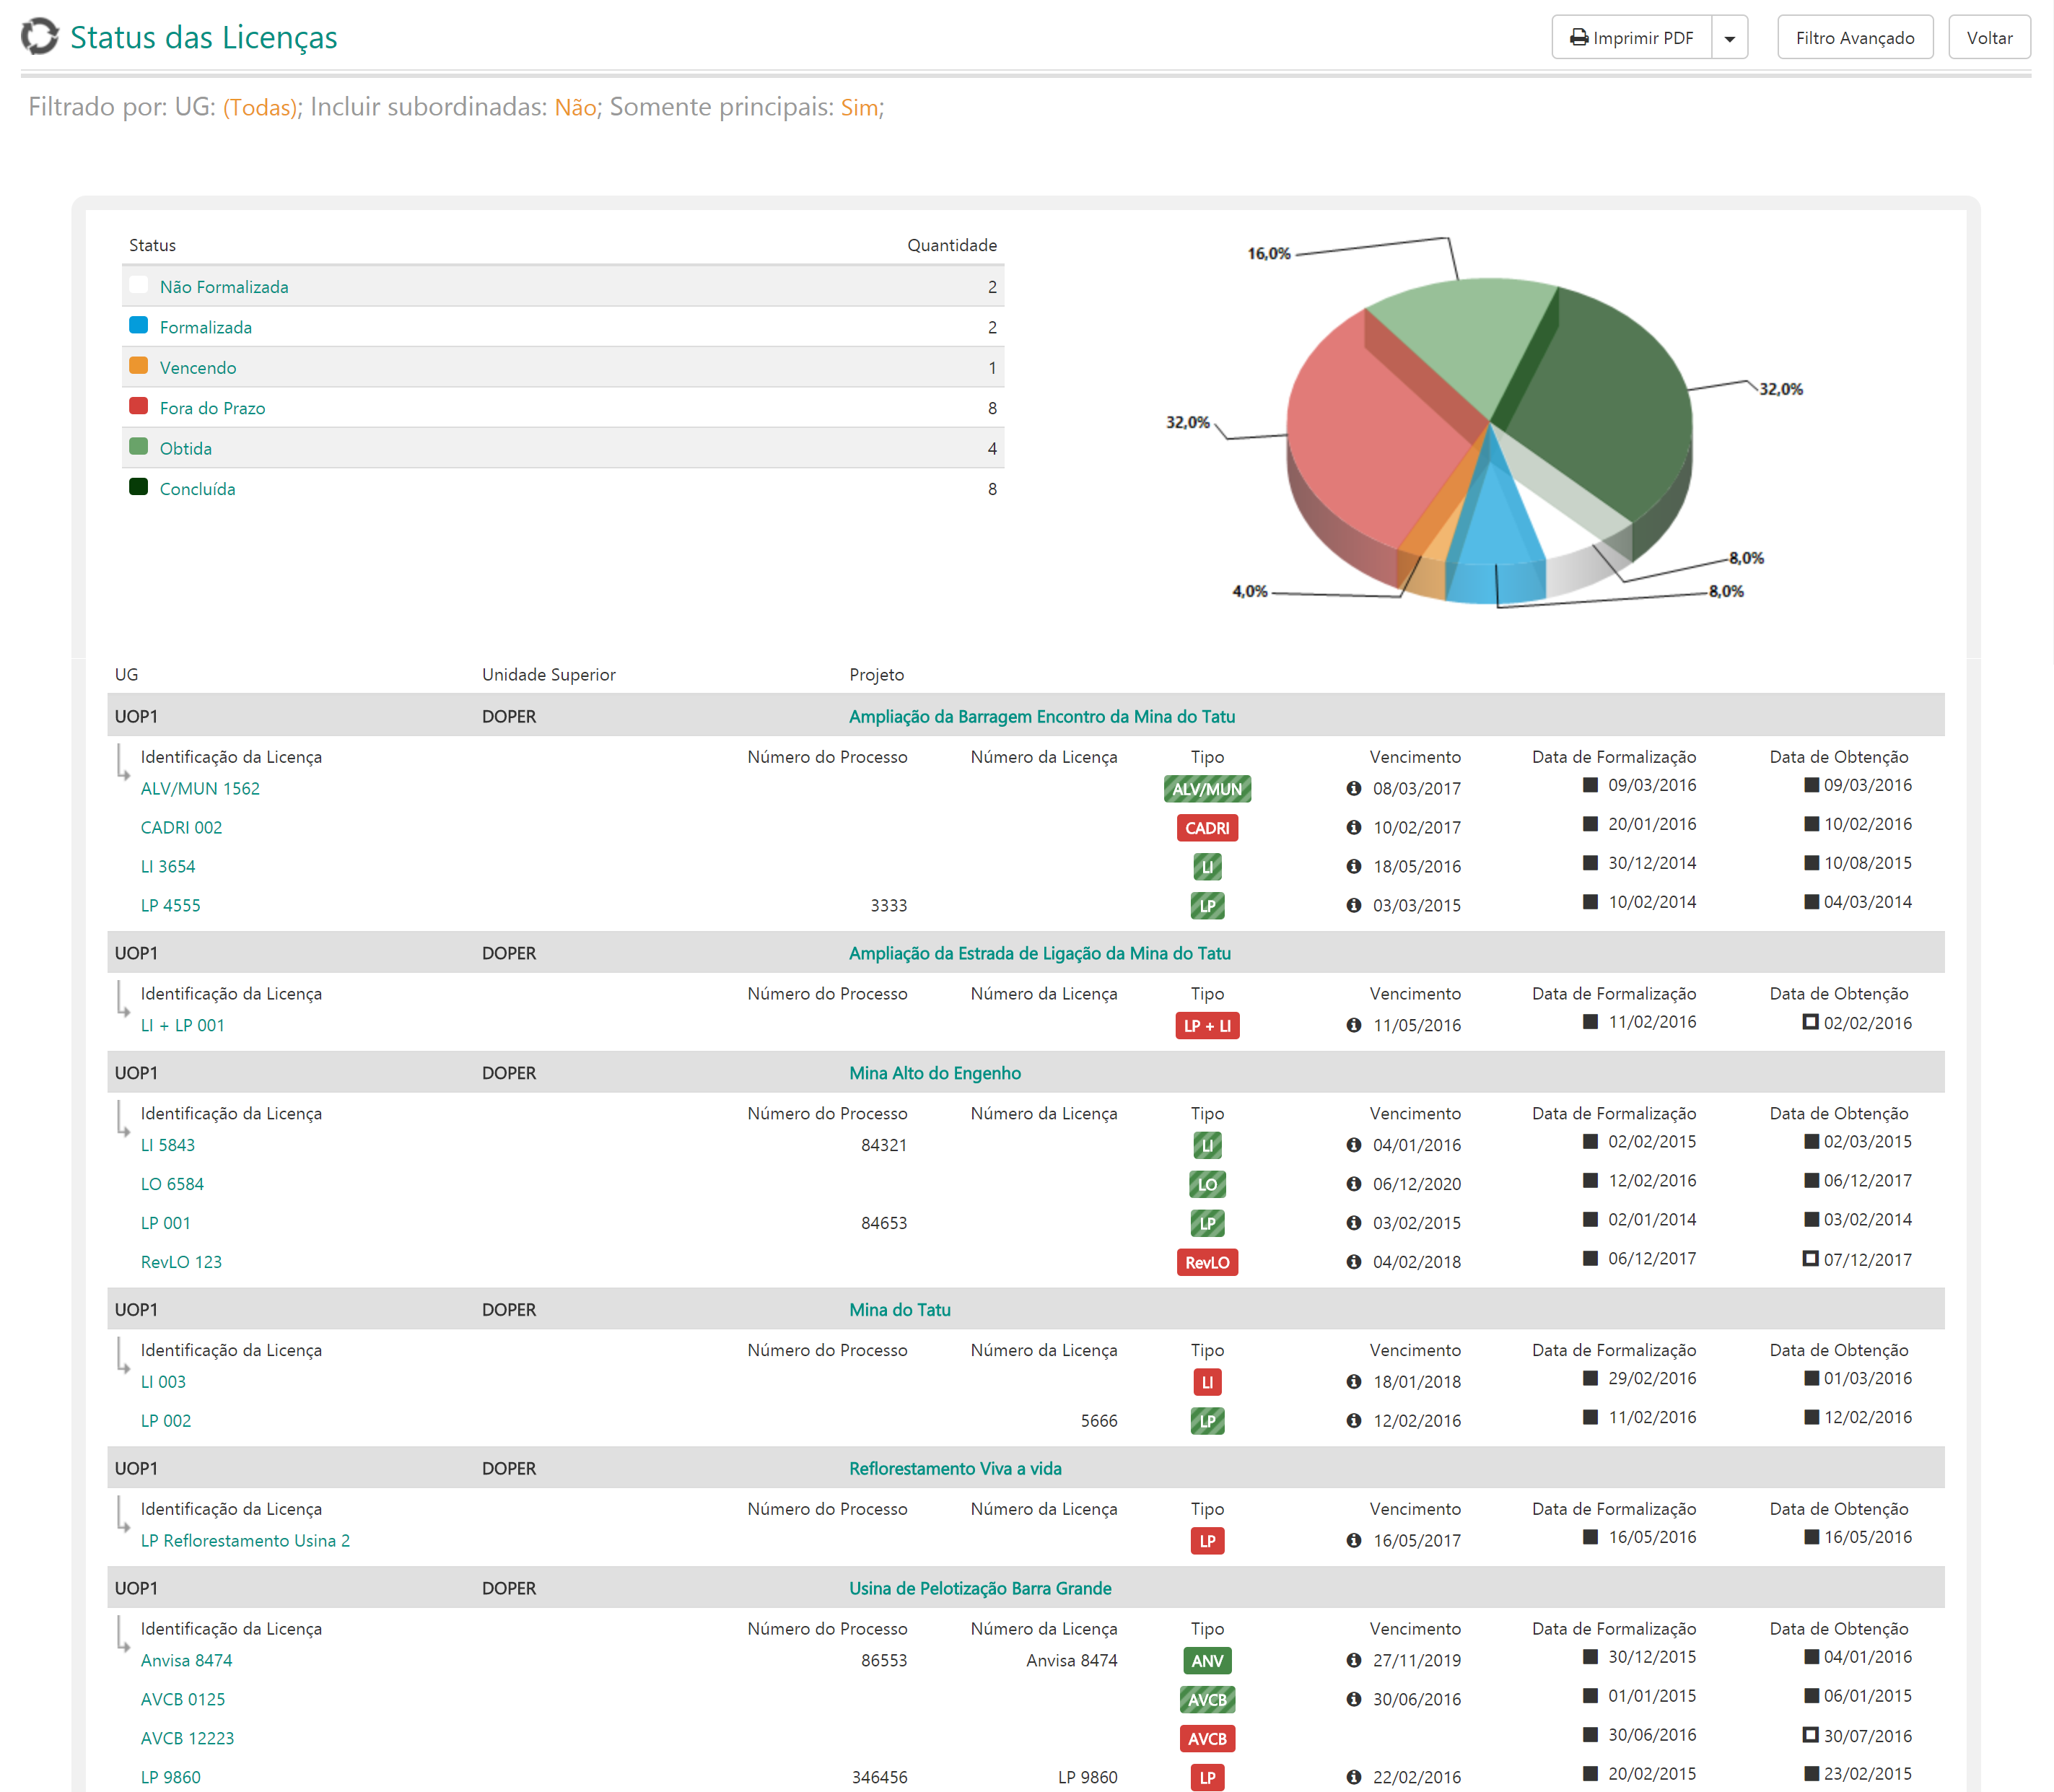 Status das Licenças
Imprimir PDF
Filtro Avançado
Voltar
Filtrado por: UG: (Todas); Incluir subordinadas: Não; Somente principais: Sim;
Status Quantidade
Não Formalizada 2
Formalizada 2
Vencendo 1
Fora do Prazo 8
Obtida 4
Concluída 8
16,0%
32,0%
32,0%
8,0%
4,0%
8,0%
UG Unidade Superior Projeto
UOP1 DOPER Ampliação da Barragem Encontro da Mina do Tatu
Identificação da Licença Número do Processo Número da Licença Tipo Vencimento Data de Formalização Data de Obtenção
ALV/MUN 1562 ALV/MUN 08/03/2017 09/03/2016 09/03/2016
CADRI 002 CADRI 10/02/2017 20/01/2016 10/02/2016
LI 3654 LI 18/05/2016 30/12/2014 10/08/2015
LP 4555 3333 LP 03/03/2015 10/02/2014 04/03/2014
UOP1 DOPER Ampliação da Estrada de Ligação da Mina do Tatu
Identificação da Licença Número do Processo Número da Licença Tipo Vencimento Data de Formalização Data de Obtenção
LI + LP 001 LP + LI 11/05/2016 11/02/2016 02/02/2016
UOP1 DOPER Mina Alto do Engenho
Identificação da Licença Número do Processo Número da Licença Tipo Vencimento Data de Formalização Data de Obtenção
LI 5843 84321 LI 04/01/2016 02/02/2015 02/03/2015
LO 6584 LO 06/12/2020 12/02/2016 06/12/2017
LP 001 84653 LP 03/02/2015 02/01/2014 03/02/2014
RevLO 123 RevLO 04/02/2018 06/12/2017 07/12/2017
UOP1 DOPER Mina do Tatu
Identificação da Licença Número do Processo Número da Licença Tipo Vencimento Data de Formalização Data de Obtenção
LI 003 LI 18/01/2018 29/02/2016 01/03/2016
LP 002 5666 LP 12/02/2016 11/02/2016 12/02/2016
UOP1 DOPER Reflorestamento Viva a vida
Identificação da Licença Número do Processo Número da Licença Tipo Vencimento Data de Formalização Data de Obtenção
LP Reflorestamento Usina 2 LP 16/05/2017 16/05/2016 16/05/2016
UOP1 DOPER Usina de Pelotização Barra Grande
Identificação da Licença Número do Processo Número da Licença Tipo Vencimento Data de Formalização Data de Obtenção
Anvisa 8474 86553 Anvisa 8474 ANV 27/11/2019 30/12/2015 04/01/2016
AVCB 0125 AVCB 30/06/2016 01/01/2015 06/01/2015
AVCB 12223 AVCB 30/06/2016 30/07/2016
LP 9860 346456 LP 9860 LP 22/02/2016 20/02/2015 23/02/2015